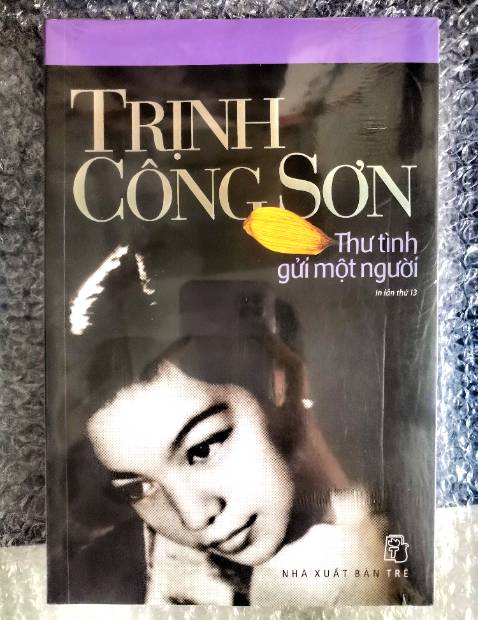 TRỊNH
CÔNG SƠN
Thư tình
gửi một người
In lần thứ 13
NHÀ XUẤT BẢN TRẺ